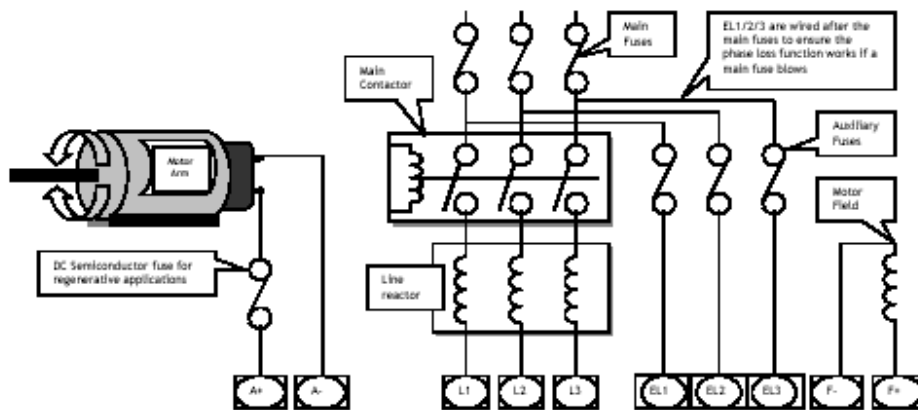 Main
Fuses
EL1/2/3 are wired after the
main fuses to ensure the
phase loss function works if a
main fuse blows
Main
Contactor
Auxiliary
Fuses
Motor
Arm
Motor
Field
DC Semiconductor fuse for
regenerative applications
Line
reactor
A+
A-
L1
L2
L3
EL1
EL2
EL3
F-
F+